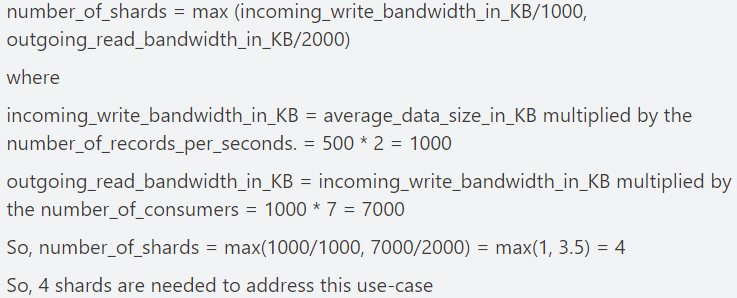 number_of_shards = max (incoming_write_bandwidth_in_KB/1000,
outgoing_read_bandwidth_in_KB/2000)
where
incoming_write_bandwidth_in_KB = average_data_size_in_KB multiplied by the
number_of_records_per_seconds. = 500 * 2 = 1000
outgoing_read_bandwidth_in_KB = incoming_write_bandwidth_in_KB multiplied by
the number_of_consumers = 1000 * 7 = 7000
So, number_of_shards = max(1000/1000, 7000/2000) = max(1, 3.5) = 4
So, 4 shards are needed to address this use-case